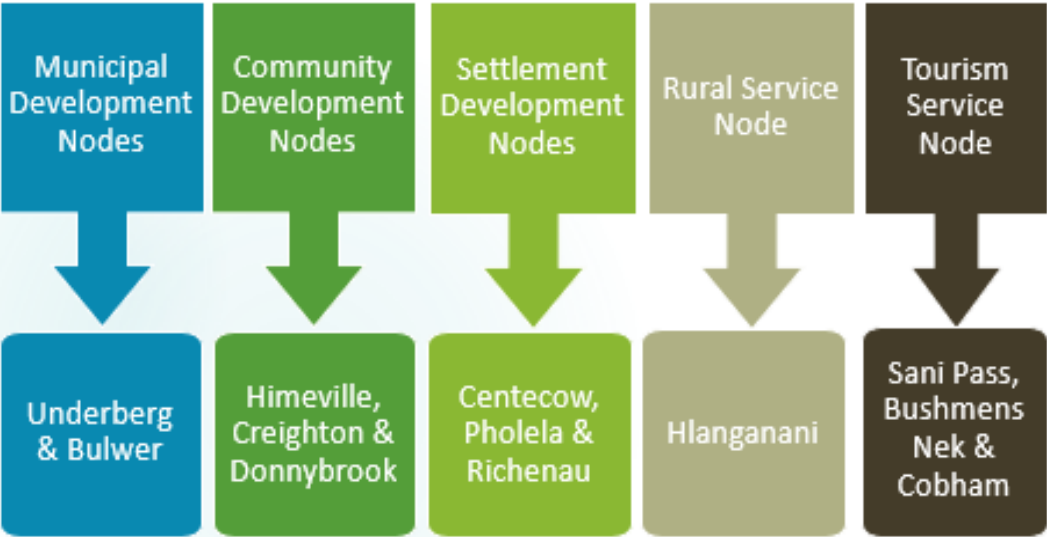 Municipal
Development
Nodes
Community
Development
Nodes
Settlement
Development
Nodes
Rural Service
Node
Tourism
Service
Node
Underberg
& Bulwer
Himeville,
Creighton &
Donnybrook
Centecow,
Pholela &
Richenau
Hlanganani
Sani Pass,
Bushmens
Nek &
Cobham